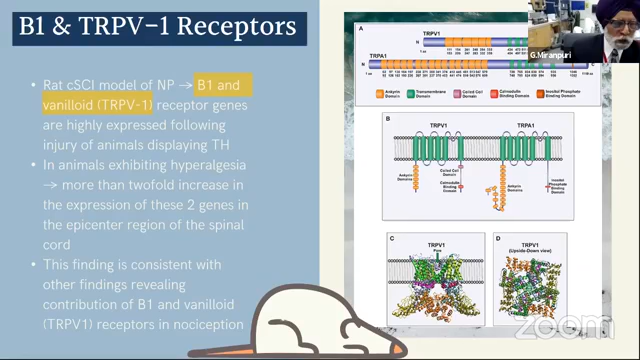 B1 & TRPV-1 Receptors
Rat cSCI model of NP → B1 and
vanilloid (TRPV-1) receptor genes
are highly expressed following
injury of animals displaying TH
In animals exhibiting hyperalgesia
→ more than twofold increase in
the expression of these 2 genes in
the epicenter region of the spinal
cord
This finding is consistent with
other findings revealing
contribution of B1 and vanilloid
(TRPV1) receptors in nociception
G.Miranpuri
A
TRPV1
N
TRPA1
N
C
Ankyrin
Domain
Transmembrane
Domain
Coiled Coil
Domain
Calmodulin
Binding Domain
Inositol Phosphate
Binding Domain
B
TRPV1
TRPA1
Ankyrin
Domains
Coiled Coil
Domain
Calmodulin
Binding
Domain
Ankyrin
Domains
Inositol
Phosphate
Binding
Domain
C
TRPV1
Pore
D
TRPV1
(Upside-Down view)
zoom